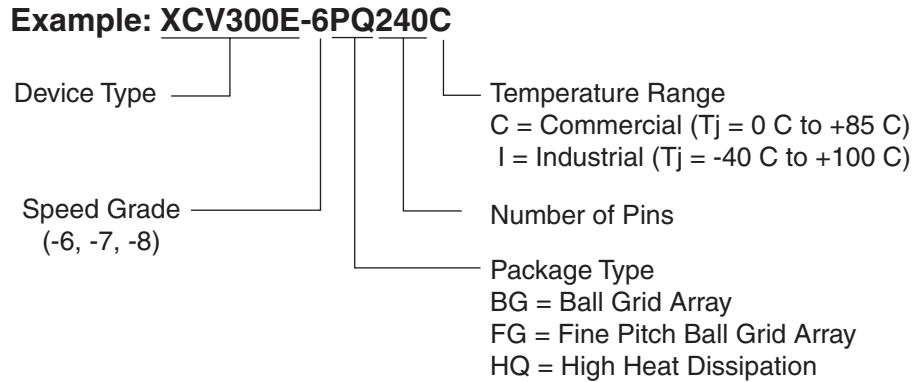 Example: XCV300E-6PQ240C
Device Type
Temperature Range
C = Commercial (Tj = 0 C to +85 C)
I = Industrial (Tj = -40 C to +100 C)
Speed Grade
(-6, -7, -8)
Number of Pins
Package Type
BG = Ball Grid Array
FG = Fine Pitch Ball Grid Array
HQ = High Heat Dissipation